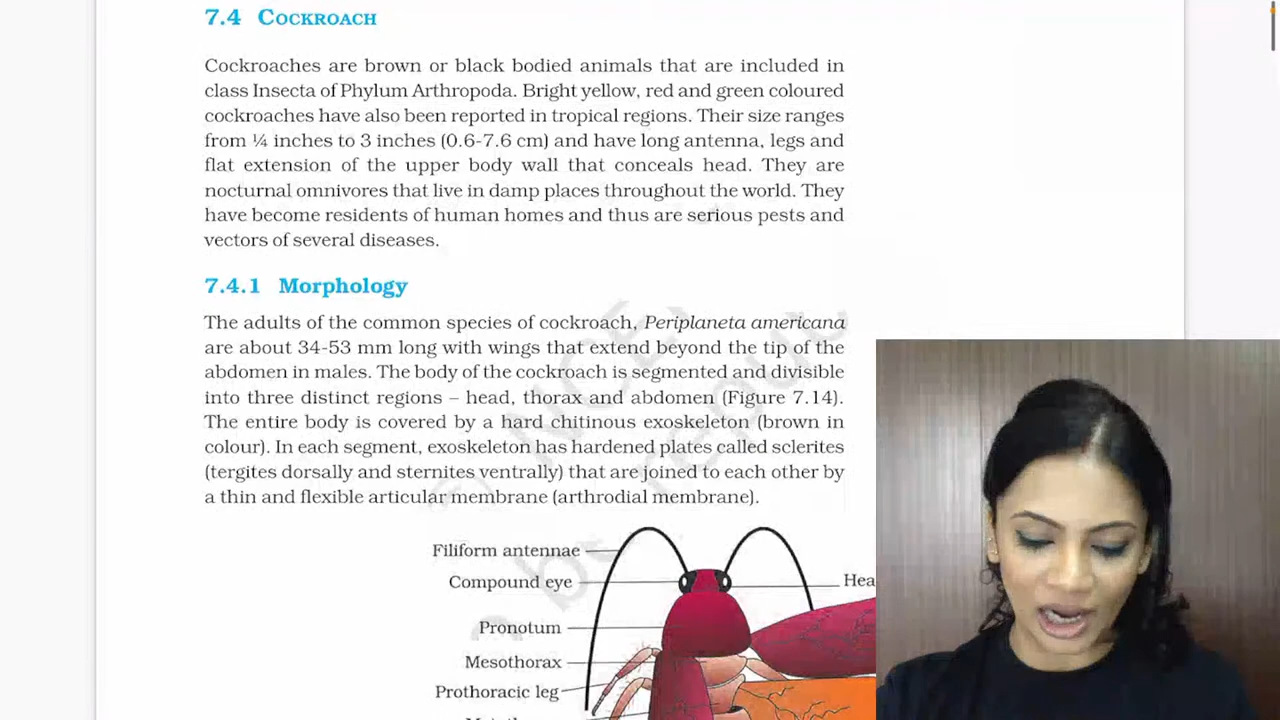 7.4 Cockroach
Cockroaches are brown or black bodied animals that are included in
class Insecta of Phylum Arthropoda. Bright yellow, red and green coloured
cockroaches have also been reported in tropical regions. Their size ranges
from ¼ inches to 3 inches (0.6-7.6 cm) and have long antenna, legs and
flat extension of the upper body wall that conceals head. They are
nocturnal omnivores that live in damp places throughout the world. They
have become residents of human homes and thus are serious pests and
vectors of several diseases.
7.4.1 Morphology
The adults of the common species of cockroach, Periplaneta americana
are about 34-53 mm long with wings that extend beyond the tip of the
abdomen in males. The body of the cockroach is segmented and divisible
into three distinct regions – head, thorax and abdomen (Figure 7.14).
The entire body is covered by a hard chitinous exoskeleton (brown in
colour). In each segment, exoskeleton has hardened plates called sclerites
(tergites dorsally and sternites ventrally) that are joined to each other by
a thin and flexible articular membrane (arthrodial membrane).
Filiform antennae
Compound eye
Hea
Pronotum
Mesothorax
Prothoracic leg